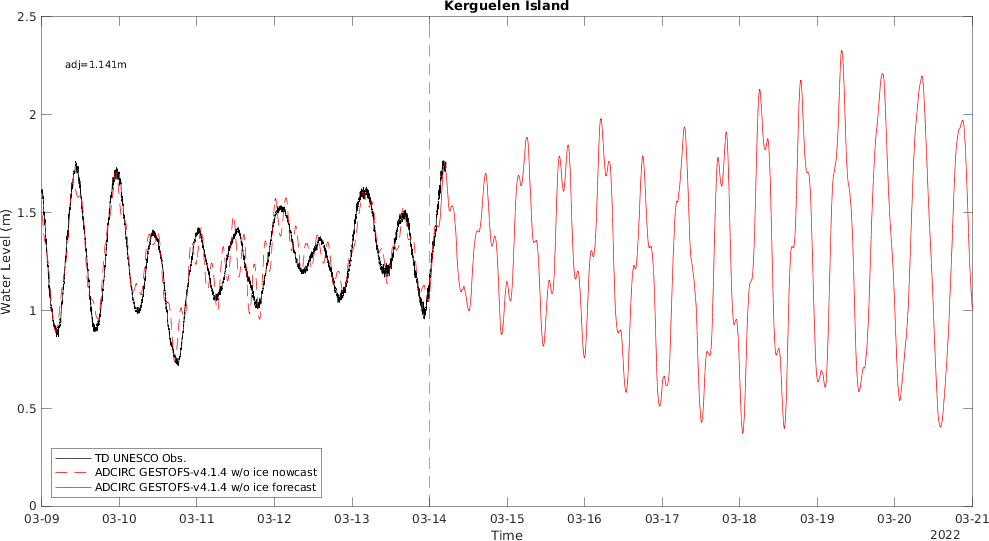 Kerguelen Island
adj=1.141m
2.5
2
1.5
1
0.5
0
Water Level (m)
TD UNESCO Obs.
ADCIRC GESTOFS-v4.1.4 w/o ice nowcast
ADCIRC GESTOFS-v4.1.4 w/o ice forecast
03-09 03-10 03-11 03-12 03-13 03-14 03-15 03-16 03-17 03-18 03-19 03-20 03-21
Time
2022